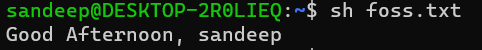 sandeep@DESKTOP-2R0LIEQ:~$ sh foss.txt
Good Afternoon, sandeep